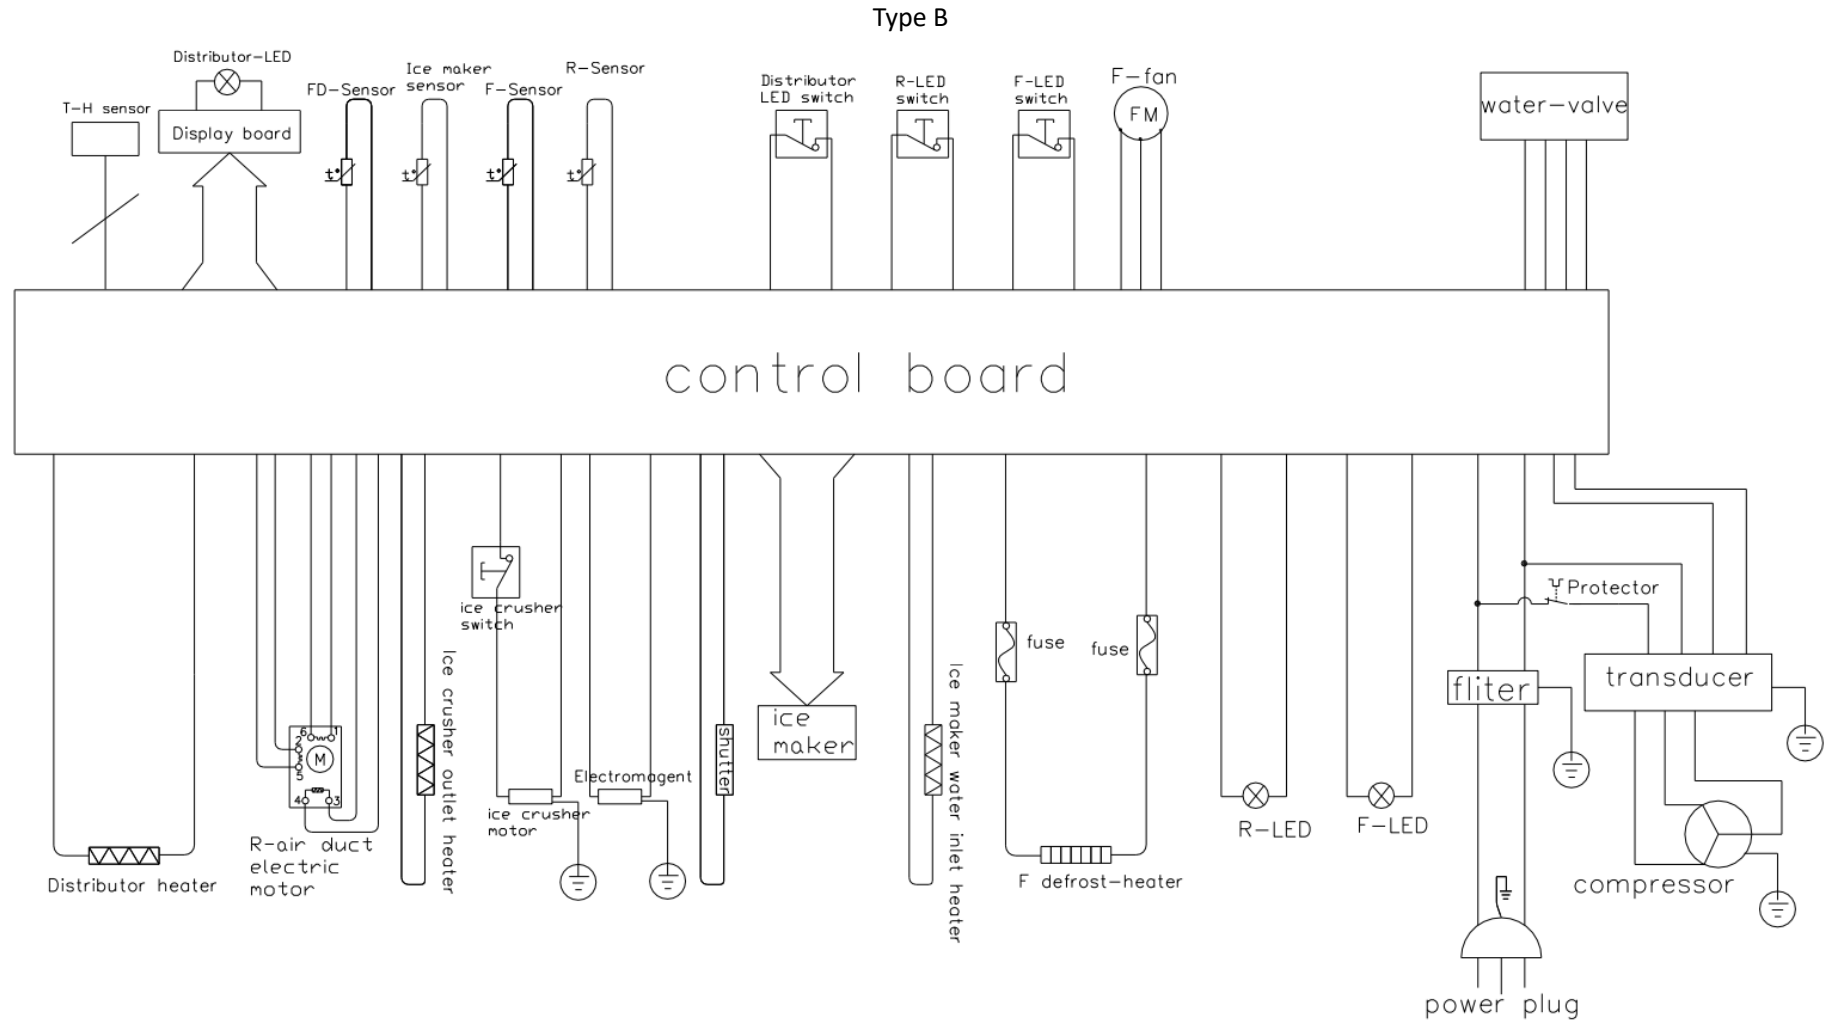 Type B
Distributor-LED
T-H sensor
Display board
FD-Sensor
Ice maker
sensor
F-Sensor
R-Sensor
t°
t°
t°
t°
Distributor
LED switch
R-LED
switch
F-LED
switch
F-fan
FM
water-valve
control board
ice crusher
switch
Protector
fuse
fuse
fliter
transducer
6
1
2
5
M
4
3
R-air duct
electric
motor
Ice crusher outlet heater
Electromagent
ice crusher
motor
shutter
ice
maker
Ice maker water inlet heater
Distributor heater
F defrost-heater
R-LED
F-LED
compressor
power plug